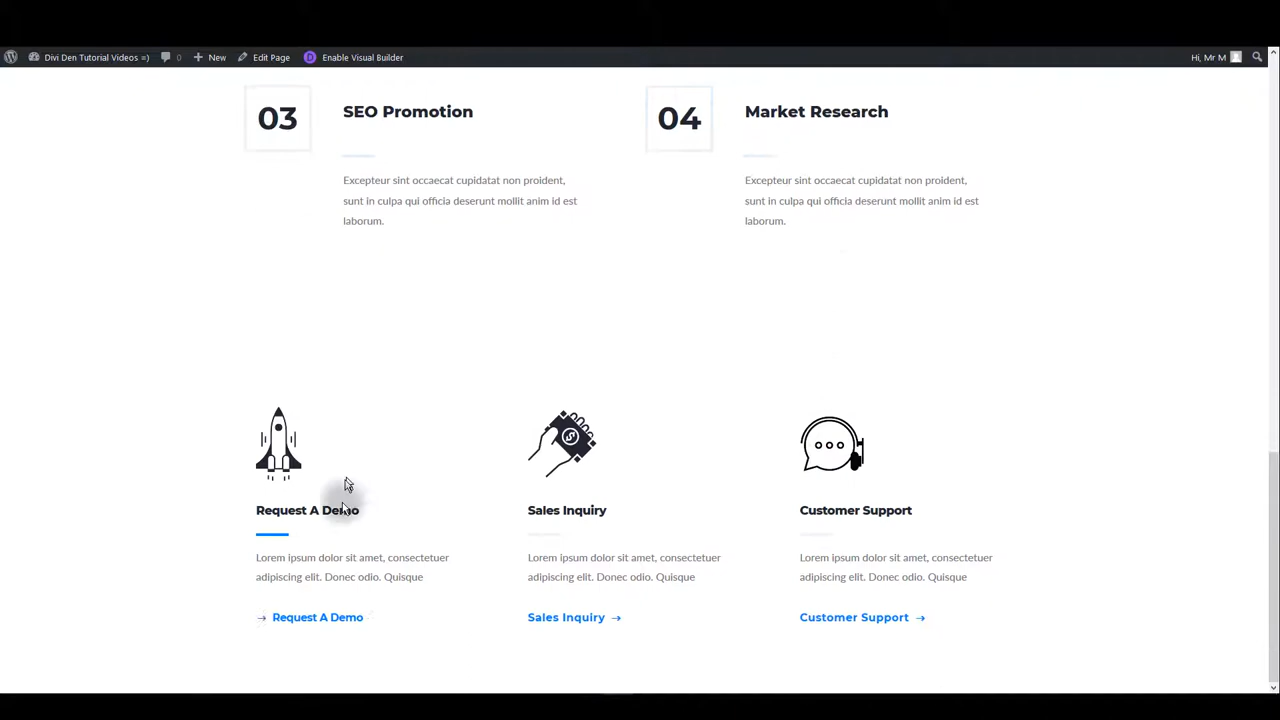 Divi Den Tutorial Videos =) 0 New Edit Page Enable Visual Builder Hi, Mr M
03 SEO Promotion
Excepteur sint occaecat cupidatat non proident,
sunt in culpa qui officia deserunt mollit anim id est
laborum.
04 Market Research
Excepteur sint occaecat cupidatat non proident,
sunt in culpa qui officia deserunt mollit anim id est
laborum.
Request A Demo
Lorem ipsum dolor sit amet, consectetuer
adipiscing elit. Donec odio. Quisque
→ Request A Demo
Sales Inquiry
Lorem ipsum dolor sit amet, consectetuer
adipiscing elit. Donec odio. Quisque
Sales Inquiry →
Customer Support
Lorem ipsum dolor sit amet, consectetuer
adipiscing elit. Donec odio. Quisque
Customer Support →